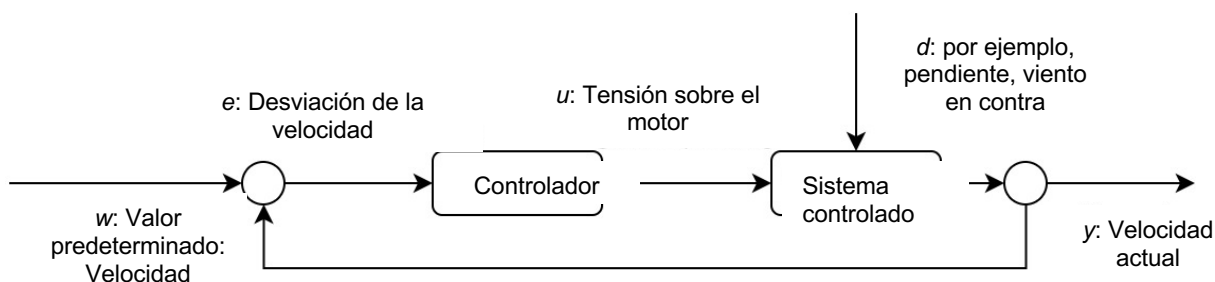 d: por ejemplo,
pendiente, viento
en contra
e: Desviación de la
velocidad
u: Tensión sobre el
motor
Controlador
Sistema
controlado
w: Valor
predeterminado:
Velocidad
y: Velocidad
actual